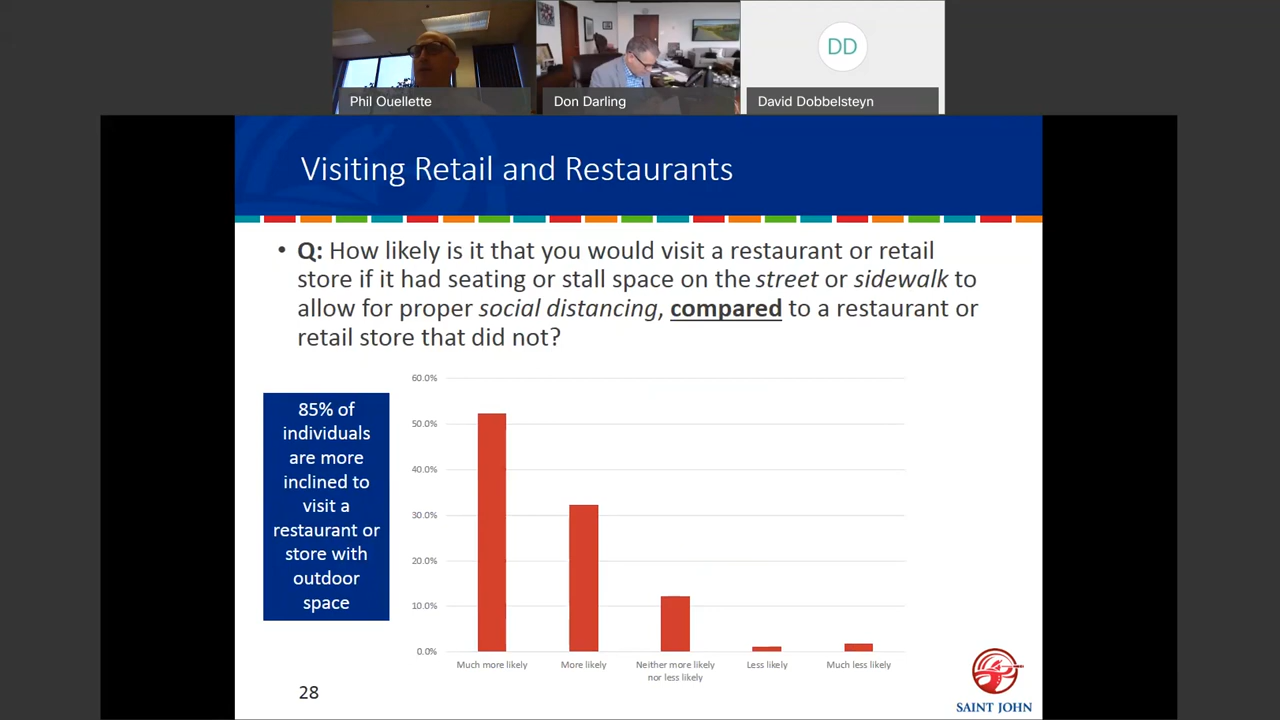 Phil Ouellette
Don Darling
DD
David Dobbelsteyn
Visiting Retail and Restaurants
• Q: How likely is it that you would visit a restaurant or retail
store if it had seating or stall space on the street or sidewalk to
allow for proper social distancing, compared to a restaurant or
retail store that did not?
85% of
individuals
are more
inclined to
visit a
restaurant or
store with
outdoor
space
60.0%
50.0%
40.0%
30.0%
20.0%
10.0%
0.0%
Much more likely
More likely
Neither more likely
nor less likely
Less likely
Much less likely
28
SAINT JOHN